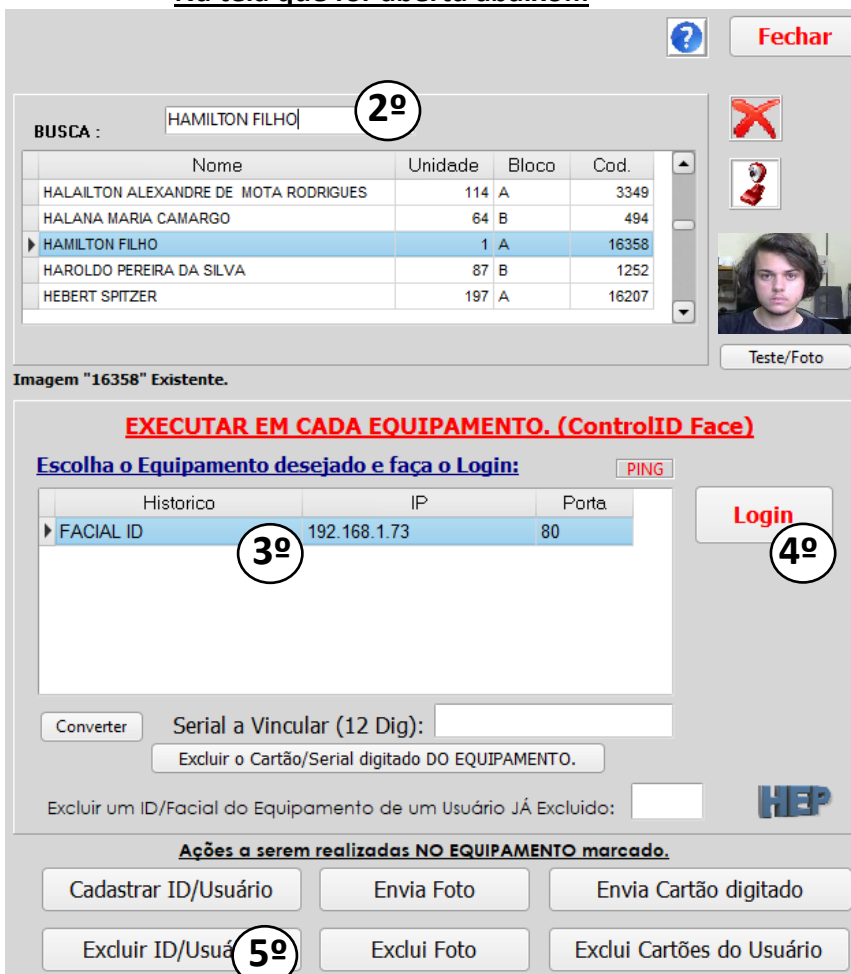 Fechar
2º
BUSCA :
HAMILTON FILHO
Nome Unidade Bloco Cod.
HALAILTON ALEXANDRE DE MOTA RODRIGUES 114 A 3349
HALANA MARIA CAMARGO 64 B 494
HAMILTON FILHO 1 A 16358
HAROLDO PEREIRA DA SILVA 87 B 1252
HEBERT SPITZER 197 A 16207
Teste/Foto
Imagem "16358" Existente.
EXECUTAR EM CADA EQUIPAMENTO. (ControlID Face)
Escolha o Equipamento desejado e faça o Login:
PING
Historico IP Porta
FACIAL ID 192.168.1.73 80
3º
Login
4º
Converter
Serial a Vincular (12 Dig):
Excluir o Cartão/Serial digitado DO EQUIPAMENTO.
Excluir um ID/Facial do Equipamento de um Usuário JÁ Excluido:
HEP
Ações a serem realizadas NO EQUIPAMENTO marcado.
Cadastrar ID/Usuário Envia Foto Envia Cartão digitado
Excluir ID/Usuá 5º Exclui Foto Exclui Cartões do Usuário